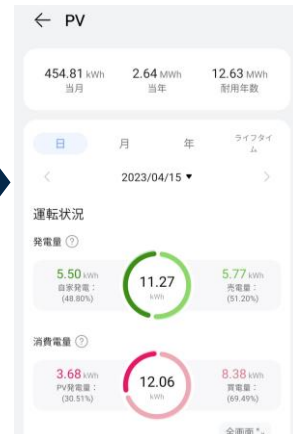 ← PV
454.81 kWh 2.64 MWh 12.63 MWh
当月 当年 耐用年数
日 月 年 ライフタイム
< 2023/04/15 ▼ >
運転状況
発電量 ?
5.50 kWh
自家発電：
(48.80%)
11.27
kWh
5.77 kWh
売電量：
(51.20%)
消費電量 ?
3.68 kWh
PV発電量：
(30.51%)
12.06
kWh
8.38 kWh
買電量：
(69.49%)
全画面